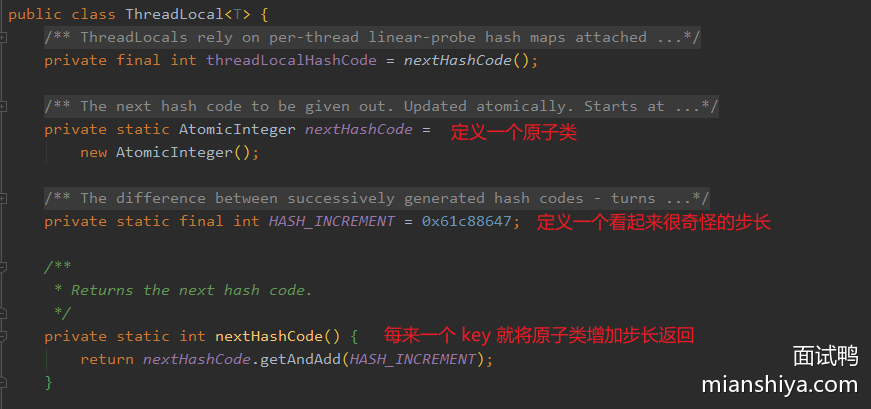 public class ThreadLocal<T> {
/** ThreadLocals rely on per-thread linear-probe hash maps attached ...*/
private final int threadLocalHashCode = nextHashCode();
/** The next hash code to be given out. Updated atomically. Starts at ...*/
private static AtomicInteger nextHashCode = 定义一个原子类
new AtomicInteger();
/** The difference between successively generated hash codes - turns ...*/
private static final int HASH_INCREMENT = 0x61c88647; 定义一个看起来很奇怪的步长
/**
* Returns the next hash code.
*/
private static int nextHashCode() { 每来一个 key 就将原子类增加步长返回
return nextHashCode.getAndAdd(HASH_INCREMENT);
}
面试鸭
mianshiya.com